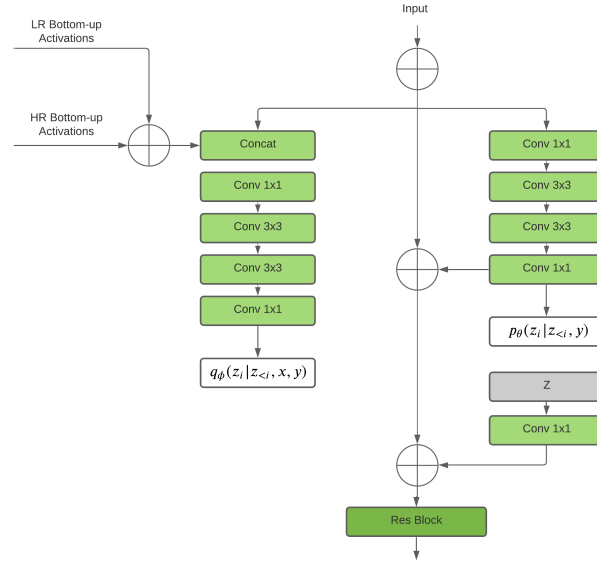 Input
LR Bottom-up
Activations
HR Bottom-up
Activations
Concat
Conv 1x1
Conv 3x3
Conv 3x3
Conv 1x1
q_ϕ(z_i|z_{<i}, x, y)
Conv 1x1
Conv 3x3
Conv 3x3
Conv 1x1
p_θ(z_i|z_{<i}, y)
Z
Conv 1x1
Res Block